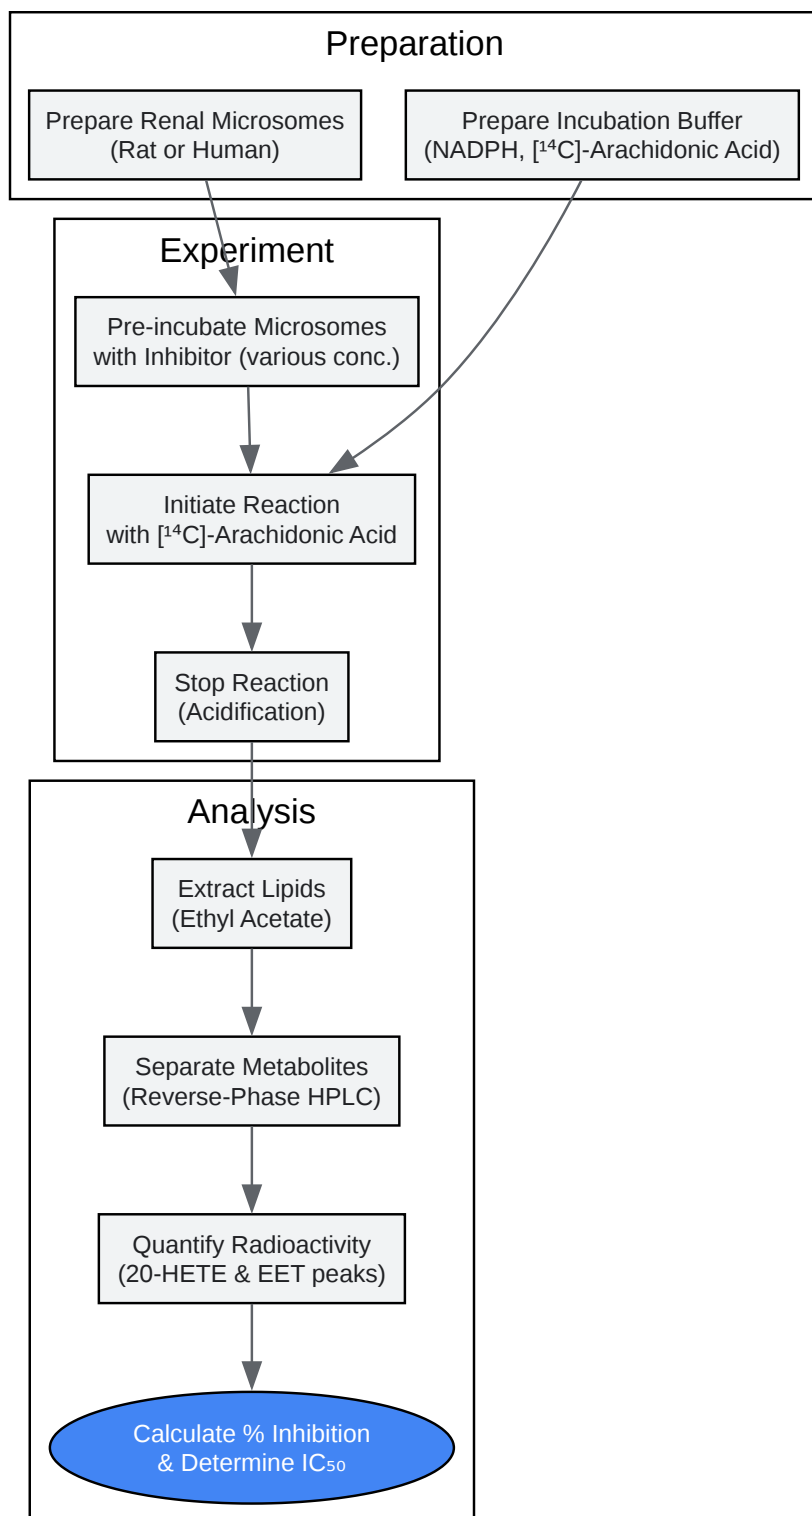 Preparation
Prepare Renal Microsomes
(Rat or Human)
Prepare Incubation Buffer
(NADPH, [¹⁴C]-Arachidonic Acid)
Experiment
Pre-incubate Microsomes
with Inhibitor (various conc.)
Initiate Reaction
with [¹⁴C]-Arachidonic Acid
Stop Reaction
(Acidification)
Analysis
Extract Lipids
(Ethyl Acetate)
Separate Metabolites
(Reverse-Phase HPLC)
Quantify Radioactivity
(20-HETE & EET peaks)
Calculate % Inhibition
& Determine IC₅₀